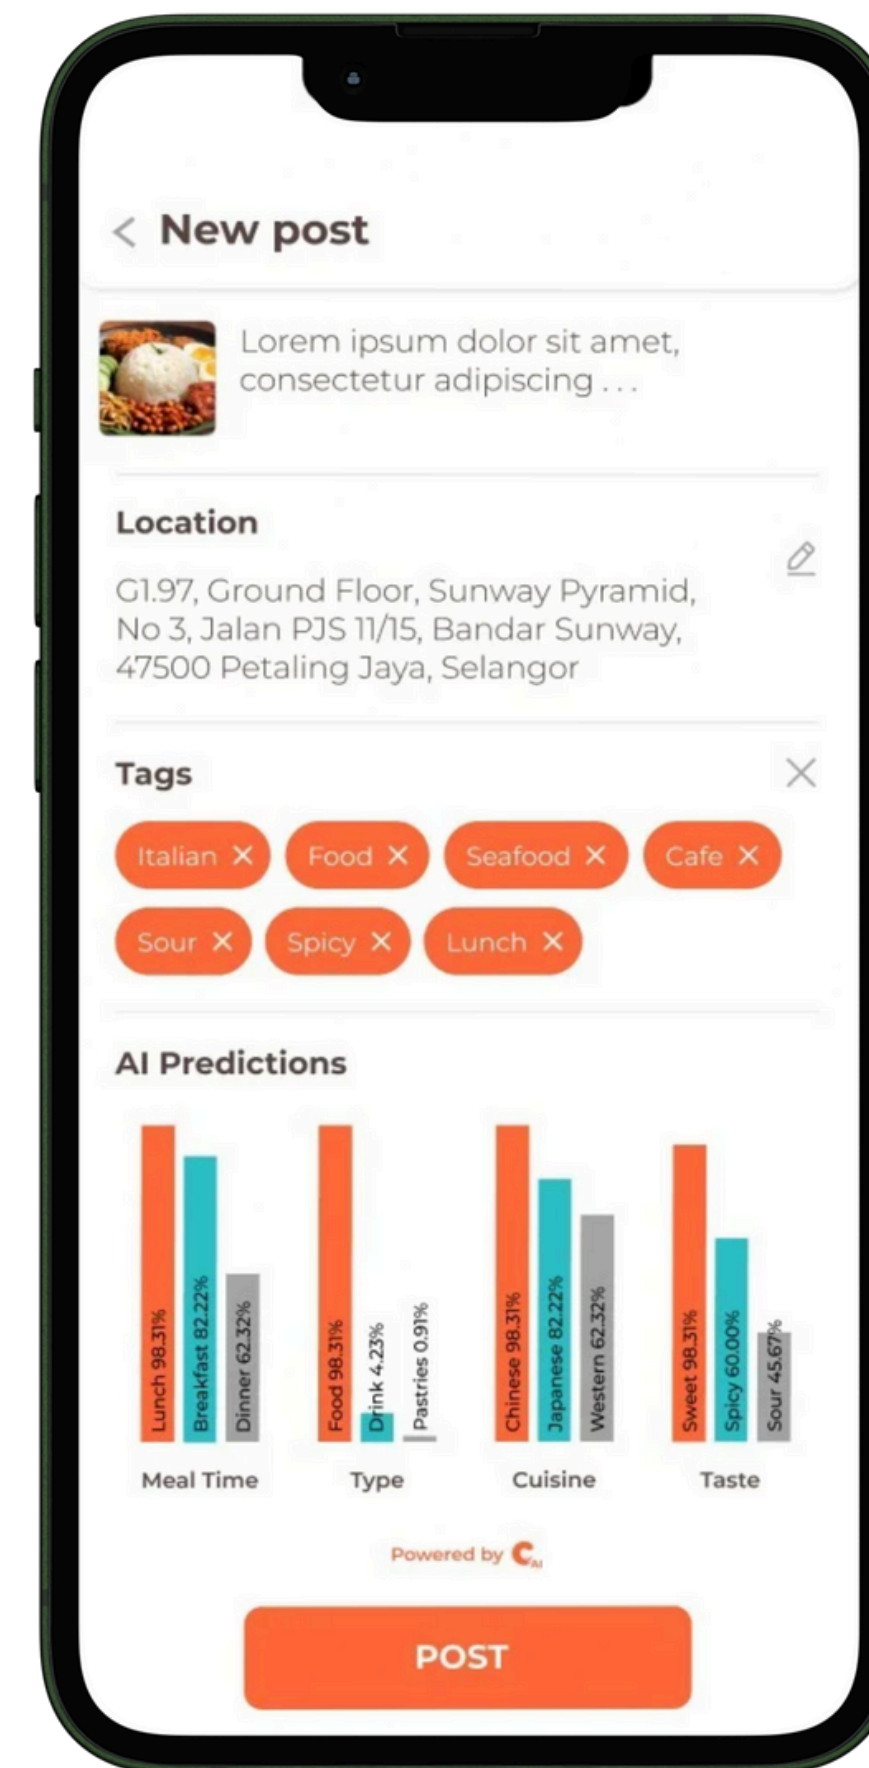 New post
Lorem ipsum dolor sit amet,
consectetur adipiscing ...
Location
G1.97, Ground Floor, Sunway Pyramid,
No 3, Jalan PJS 11/15, Bandar Sunway,
47500 Petaling Jaya, Selangor
Tags
Italian
Food
Seafood
Cafe
Sour
Spicy
Lunch
AI Predictions
Lunch 98.31%
Breakfast 82.22%
Dinner 62.32%
Meal Time
Food 98.31%
Drink 4.23%
Pastries 0.91%
Type
Chinese 98.31%
Japanese 82.22%
Western 62.32%
Cuisine
Sweet 98.31%
Spicy 60.00%
Sour 45.67%
Taste
Powered by C AI
POST